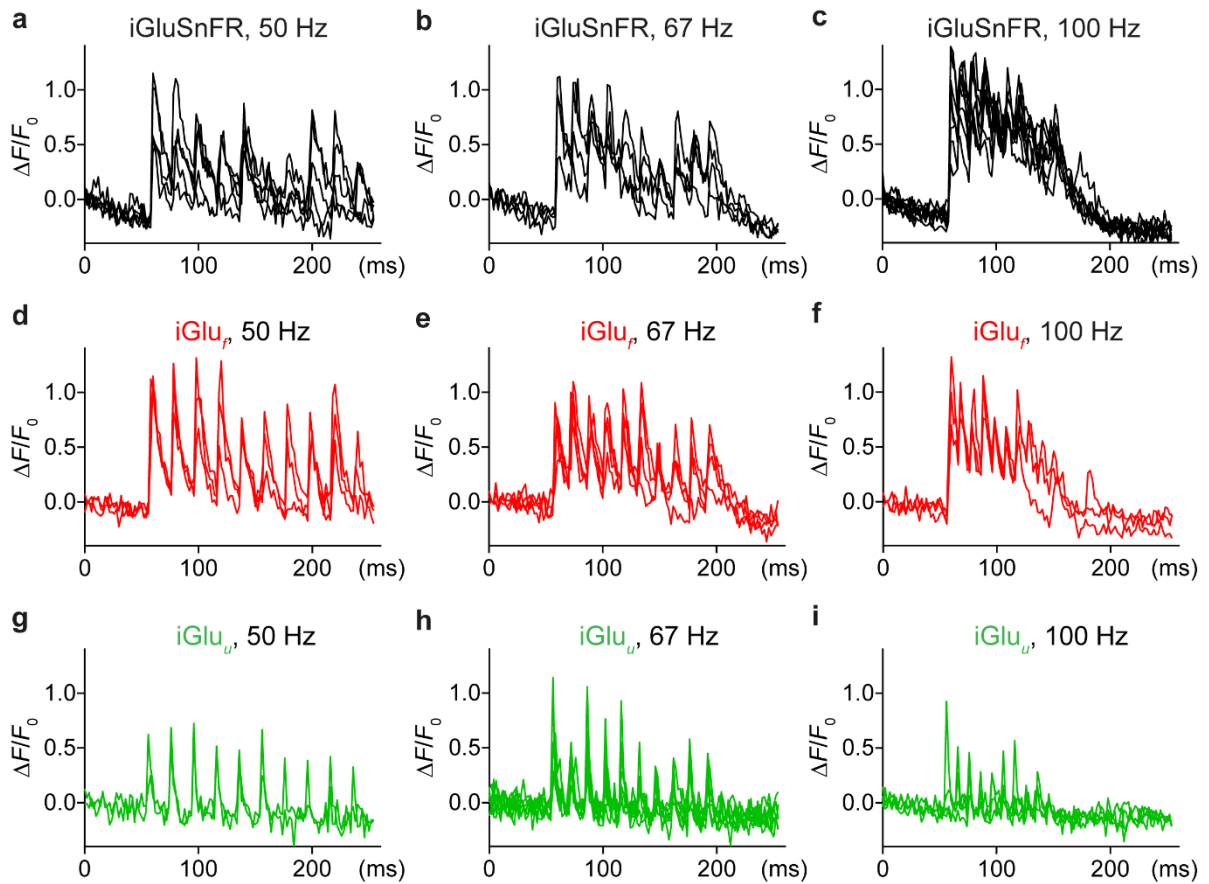 a
iGluSnFR, 50 Hz
b
iGluSnFR, 67 Hz
c
iGluSnFR, 100 Hz
ΔF/F0
1.0
0.5
0.0
0 100 200 (ms)
ΔF/F0
1.0
0.5
0.0
0 100 200 (ms)
ΔF/F0
1.0
0.5
0.0
0 100 200 (ms)
d
iGluf, 50 Hz
e
iGluf, 67 Hz
f
iGluf, 100 Hz
ΔF/F0
1.0
0.5
0.0
0 100 200 (ms)
ΔF/F0
1.0
0.5
0.0
0 100 200 (ms)
ΔF/F0
1.0
0.5
0.0
0 100 200 (ms)
g
iGluu, 50 Hz
h
iGluu, 67 Hz
i
iGluu, 100 Hz
ΔF/F0
1.0
0.5
0.0
0 100 200 (ms)
ΔF/F0
1.0
0.5
0.0
0 100 200 (ms)
ΔF/F0
1.0
0.5
0.0
0 100 200 (ms)